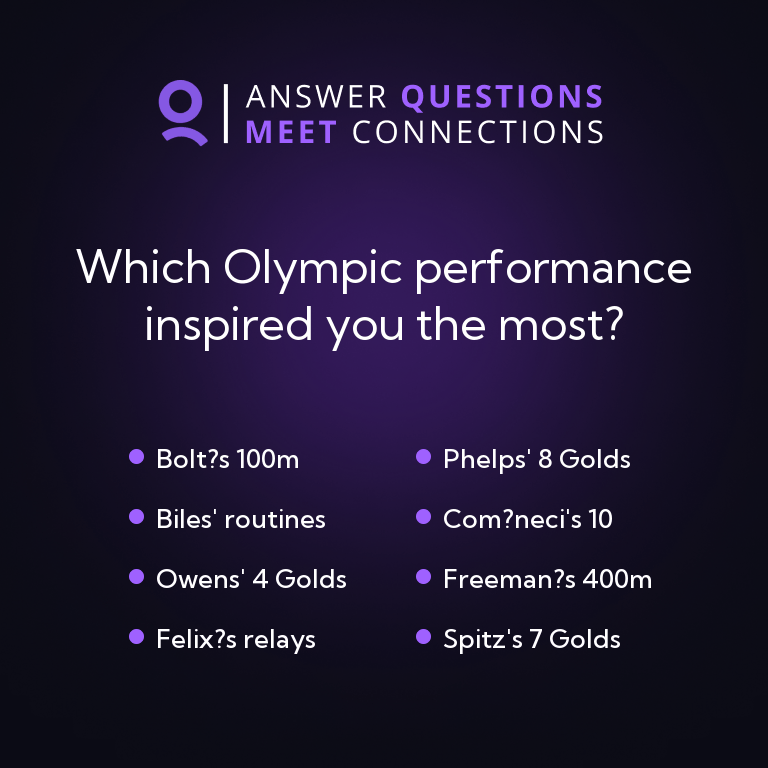 ANSWER QUESTIONS
MEET CONNECTIONS
Which Olympic performance
inspired you the most?
Bolt?s 100m
Phelps' 8 Golds
Biles' routines
Com?neci's 10
Owens' 4 Golds
Freeman?s 400m
Felix?s relays
Spitz's 7 Golds